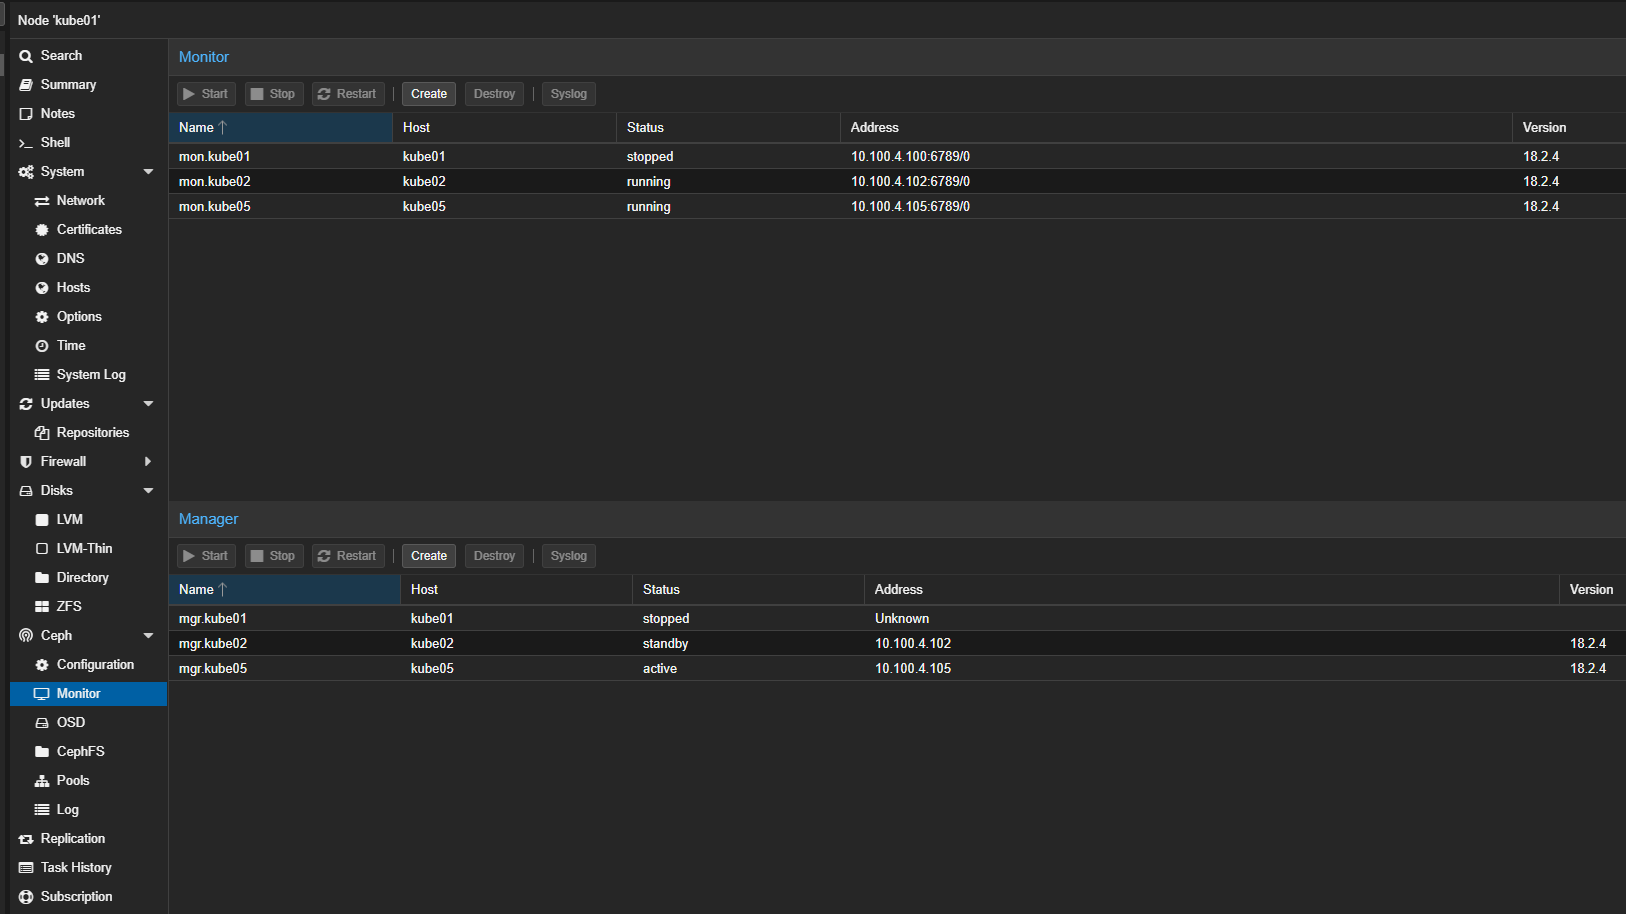 Node 'kube01'
Search
Summary
Notes
Shell
System
Network
Certificates
DNS
Hosts
Options
Time
System Log
Updates
Repositories
Firewall
Disks
LVM
LVM-Thin
Directory
ZFS
Ceph
Configuration
Monitor
OSD
CephFS
Pools
Log
Replication
Task History
Subscription
Monitor
Start Stop Restart Create Destroy Syslog
Name Host Status Address Version
mon.kube01 kube01 stopped 10.100.4.100:6789/0 18.2.4
mon.kube02 kube02 running 10.100.4.102:6789/0 18.2.4
mon.kube05 kube05 running 10.100.4.105:6789/0 18.2.4
Manager
Start Stop Restart Create Destroy Syslog
Name Host Status Address Version
mgr.kube01 kube01 stopped Unknown
mgr.kube02 kube02 standby 10.100.4.102 18.2.4
mgr.kube05 kube05 active 10.100.4.105 18.2.4